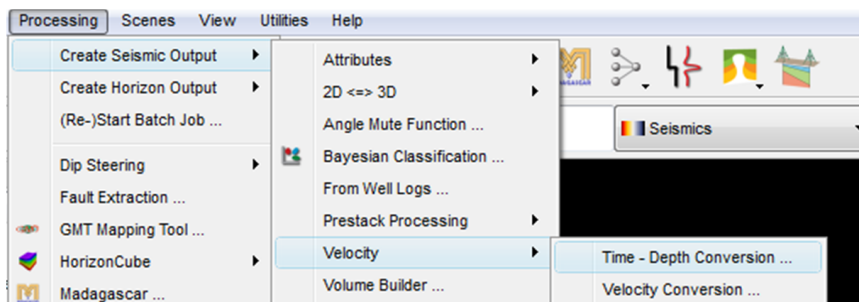 Processing Scenes View Utilities Help
Create Seismic Output
Create Horizon Output
(Re-)Start Batch Job ...
Dip Steering
Fault Extraction ...
GMT Mapping Tool ...
HorizonCube
Madagascar ...
Attributes
2D <=> 3D
Angle Mute Function ...
Bayesian Classification ...
From Well Logs ...
Prestack Processing
Velocity
Volume Builder ...
Time - Depth Conversion ...
Velocity Conversion ...
Seismics